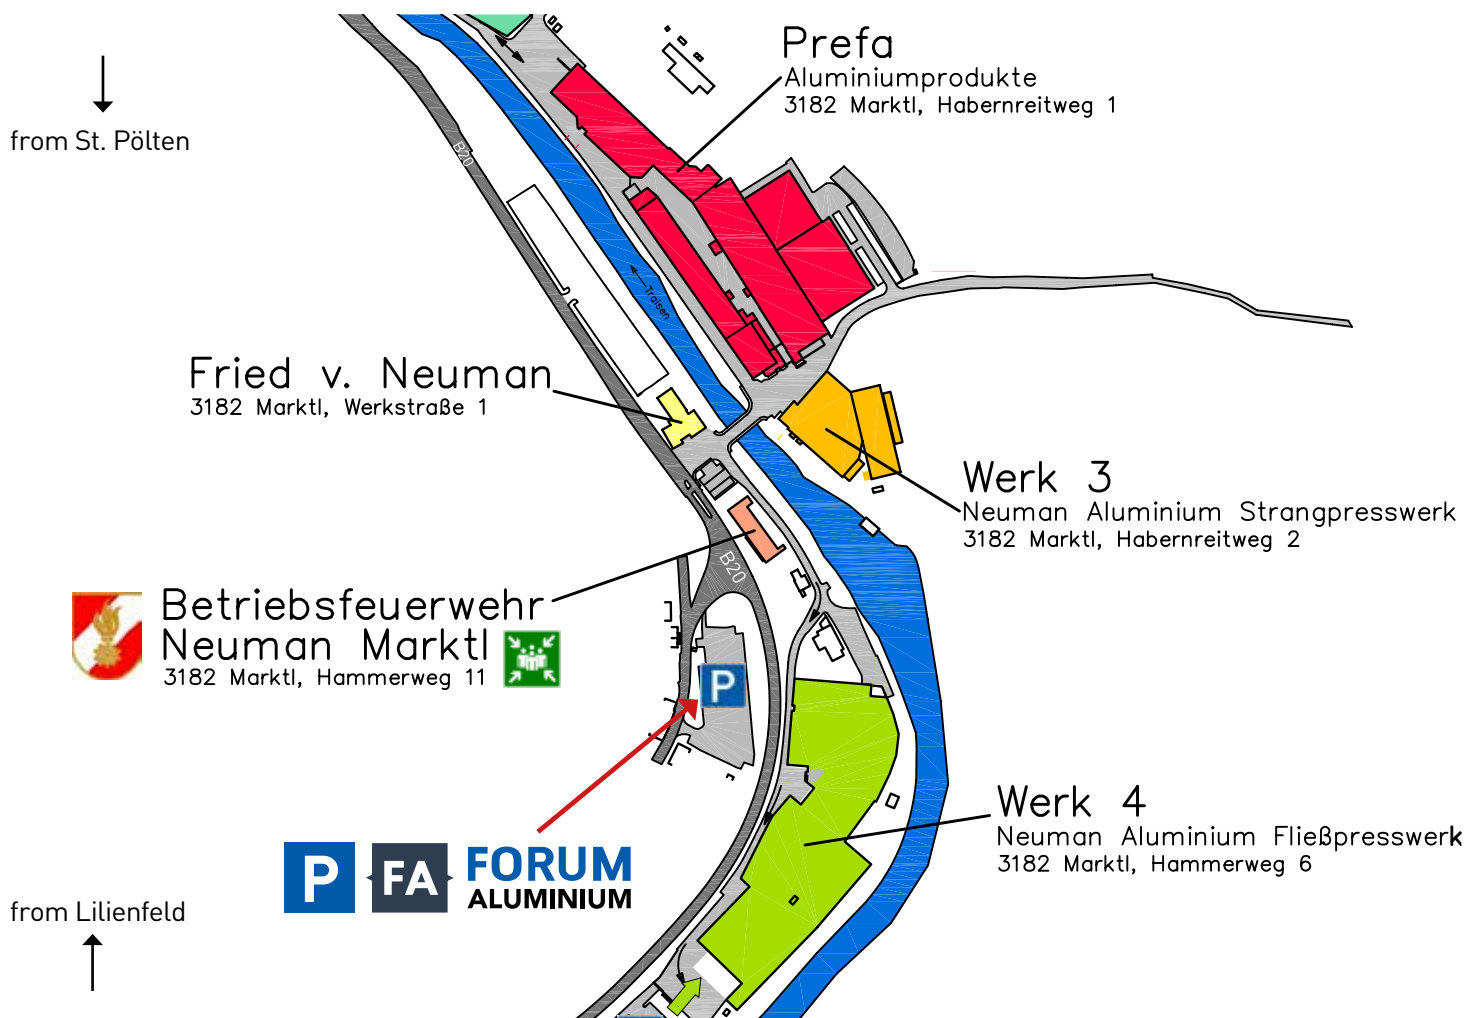 Prefa
Aluminiumprodukte
3182 Marktl, Habernreitweg 1
from St. Pölten
B20
Traisen
Fried v. Neuman
3182 Marktl, Werkstraße 1
Werk 3
Neuman Aluminium Strangpresswerk
3182 Marktl, Habernreitweg 2
B20
Betriebsfeuerwehr
Neuman Marktl
3182 Marktl, Hammerweg 11
P
Werk 4
Neuman Aluminium Fließpresswerk
3182 Marktl, Hammerweg 6
P FA FORUM
ALUMINIUM
from Lilienfeld